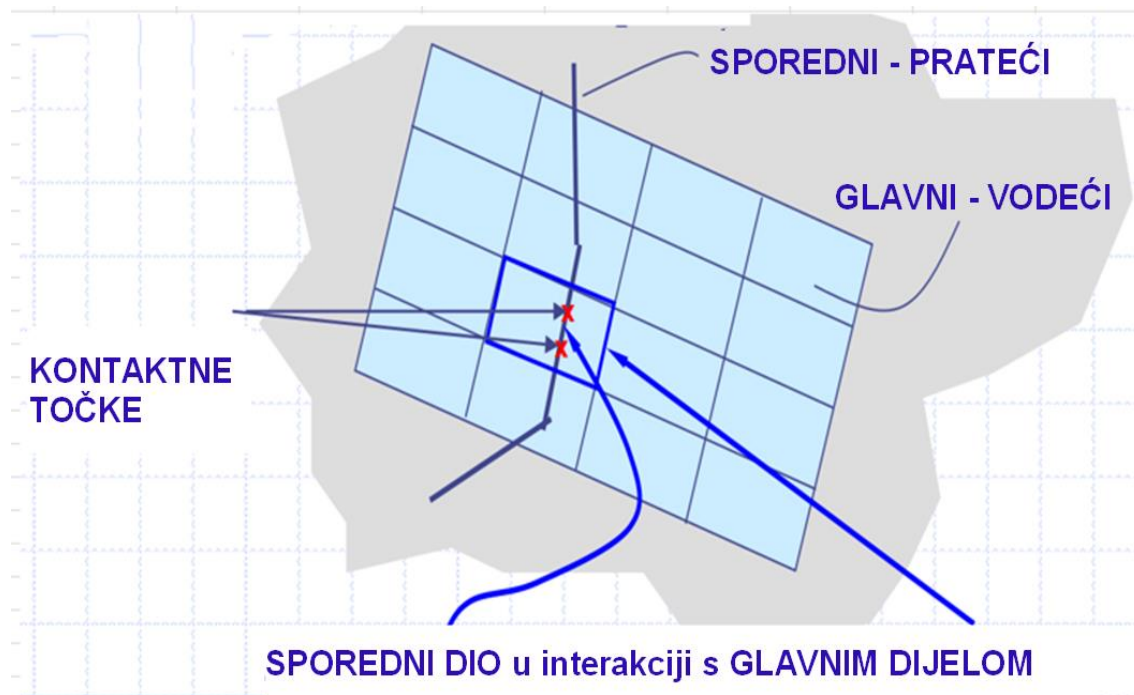 SPOREDNI - PRATEĆI
GLAVNI - VODEĆI
KONTAKTNE
TOČKE
x
x
SPOREDNI DIO u interakciji s GLAVNIM DIJELOM